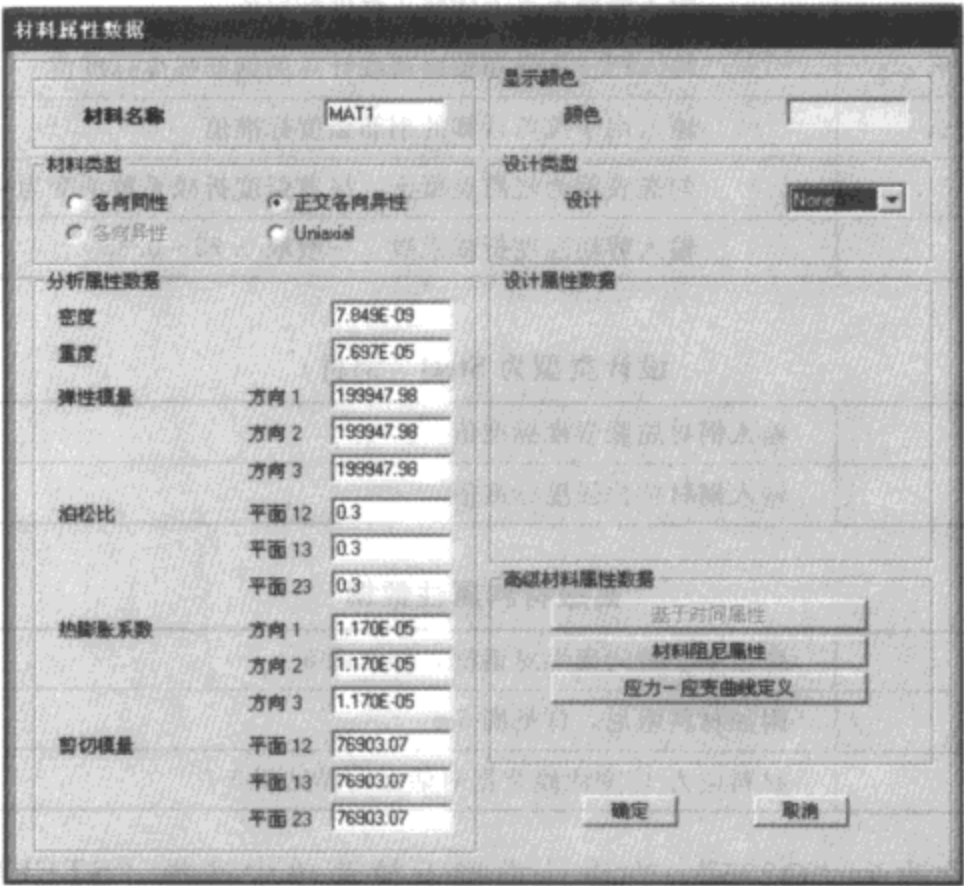 材料属性数据
材料名称 MAT1
显示颜色
颜色
材料类型
各向同性 正交各向异性
各向异性 Uniaxial
设计类型
设计 None
分析属性数据
密度 7.849E-09
重度 7.697E-05
弹性模量 方向 1 199947.98
方向 2 199947.98
方向 3 199947.98
泊松比 平面 12 0.3
平面 13 0.3
平面 23 0.3
热膨胀系数 方向 1 1.170E-05
方向 2 1.170E-05
方向 3 1.170E-05
剪切模量 平面 12 76903.07
平面 13 76903.07
平面 23 76903.07
设计属性数据
高级材料属性数据
基于时间属性
材料阻尼属性
应力-应变曲线定义
确定 取消